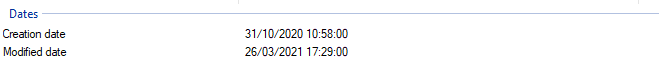 Dates
Creation date 31/10/2020 10:58:00
Modified date 26/03/2021 17:29:00